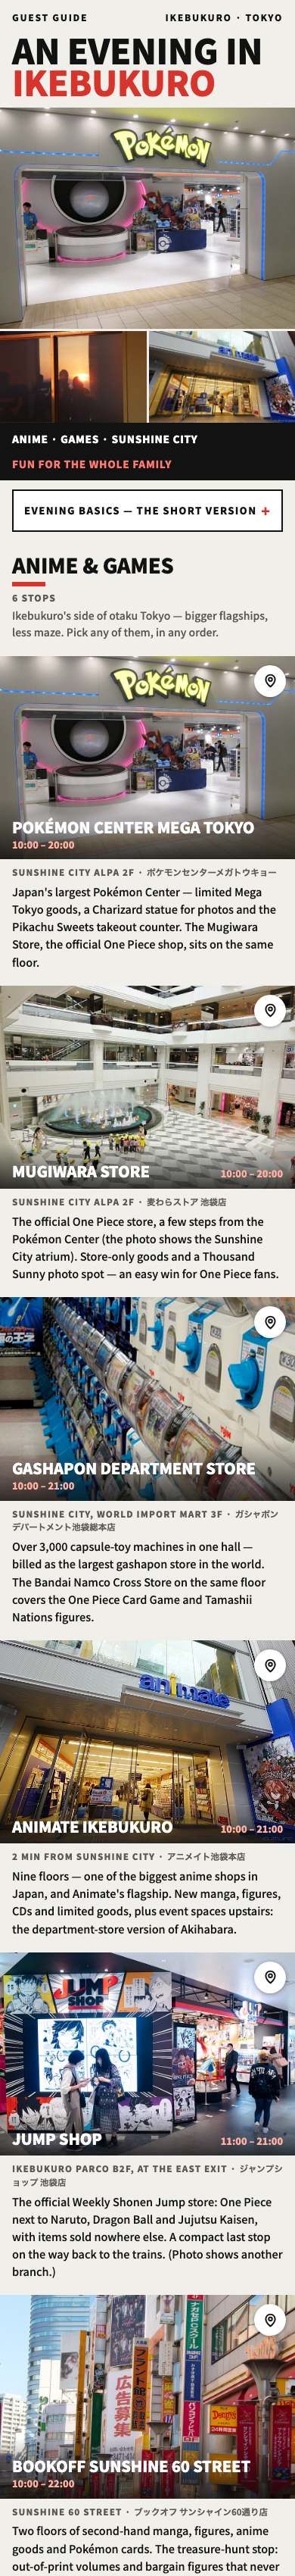 GUEST GUIDE
IKEBUKURO · TOKYO
AN EVENING IN
IKEBUKURO
Pokémon
animate
ANIME · GAMES · SUNSHINE CITY
FUN FOR THE WHOLE FAMILY
EVENING BASICS — THE SHORT VERSION +
ANIME & GAMES
6 STOPS
Ikebukuro's side of otaku Tokyo — bigger flagships,
less maze. Pick any of them, in any order.
Pokémon
POKÉMON CENTER MEGA TOKYO
10:00 – 20:00
SUNSHINE CITY ALPA 2F · ポケモンセンターメガトウキョー
Japan's largest Pokémon Center — limited Mega
Tokyo goods, a Charizard statue for photos and the
Pikachu Sweets takeout counter. The Mugiwara
Store, the official One Piece shop, sits on the same
floor.
MUGIWARA STORE
10:00 – 20:00
SUNSHINE CITY ALPA 2F · 麦わらストア 池袋店
The official One Piece store, a few steps from the
Pokémon Center (the photo shows the Sunshine
City atrium). Store-only goods and a Thousand
Sunny photo spot — an easy win for One Piece fans.
GASHAPON DEPARTMENT STORE
10:00 – 21:00
SUNSHINE CITY, WORLD IMPORT MART 3F · ガシャポン
デパートメント池袋総本店
Over 3,000 capsule-toy machines in one hall —
billed as the largest gashapon store in the world.
The Bandai Namco Cross Store on the same floor
covers the One Piece Card Game and Tamashii
Nations figures.
animate
ANIMATE IKEBUKURO
10:00 – 21:00
2 MIN FROM SUNSHINE CITY · アニメイト池袋本店
Nine floors — one of the biggest anime shops in
Japan, and Animate's flagship. New manga, figures,
CDs and limited goods, plus event spaces upstairs:
the department-store version of Akihabara.
JUMP
SHOP
JUMP SHOP
11:00 – 21:00
IKEBUKURO PARCO B2F, AT THE EAST EXIT · ジャンプシ
ョップ 池袋店
The official Weekly Shonen Jump store: One Piece
next to Naruto, Dragon Ball and Jujutsu Kaisen,
with items sold nowhere else. A compact last stop
on the way back to the trains. (Photo shows another
branch.)
広告募集
BOOKOFF SUNSHINE 60 STREET
10:00 – 22:00
SUNSHINE 60 STREET · ブックオフ サンシャイン60通り店
Two floors of second-hand manga, figures, anime
goods and Pokémon cards. The treasure-hunt stop:
out-of-print volumes and bargain figures that never